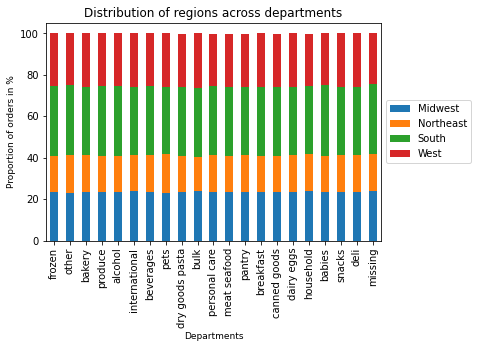 Distribution of regions across departments
Proportion of orders in %
100
80
60
40
20
0
Midwest
Northeast
South
West
frozen
other
bakery
produce
alcohol
international
beverages
pets
dry goods pasta
bulk
personal care
meat seafood
pantry
breakfast
canned goods
dairy eggs
household
babies
snacks
deli
missing
Departments